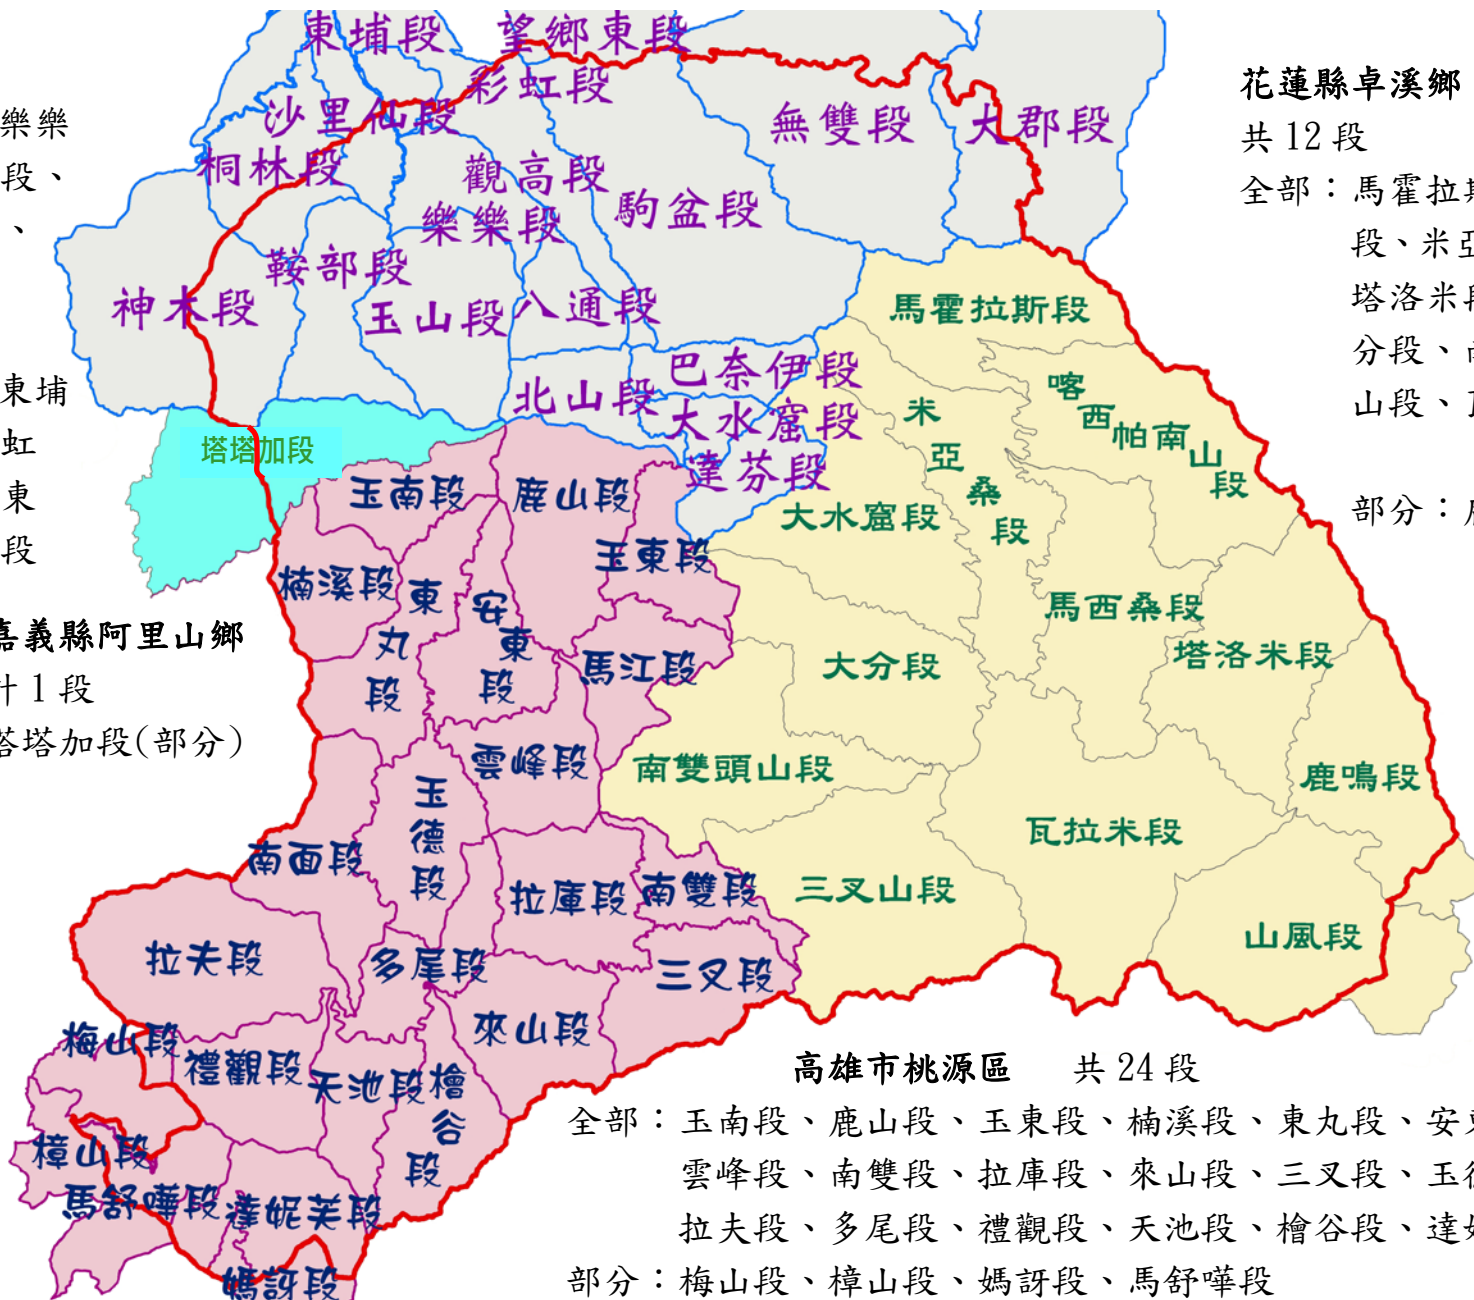 東埔段
望鄉東段
彩虹段
沙里仙段
無雙段
大郡段
桐林段
觀高段
樂樂段
駒盆段
鞍部段
神木段
玉山段
八通段
北山段
巴奈伊段
大水窟段
達芬段
塔塔加段
馬霍拉斯段
米亞桑段
喀西帕南山段
大水窟段
馬西桑段
塔洛米段
大分段
南雙頭山段
鹿鳴段
瓦拉米段
三叉山段
山風段
玉南段
鹿山段
玉東段
楠溪段
東丸段
安東段
馬江段
雲峰段
玉德段
南面段
拉庫段
南雙段
拉夫段
多尾段
三叉段
來山段
梅山段
禮觀段
天池段
檜谷段
樟山段
馬舒嘩段
達妮芙段
媽訝段
樂樂
段、
、
東埔
虹
東
段
嘉義縣阿里山鄉
計 1 段
塔塔加段(部分)
花蓮縣卓溪鄉
共 12 段
全部：馬霍拉斯
段、米亞
塔洛米段
分段、南
山段、瓦
部分：鹿
高雄市桃源區 共 24 段
全部：玉南段、鹿山段、玉東段、楠溪段、東丸段、安東
雲峰段、南雙段、拉庫段、來山段、三叉段、玉德
拉夫段、多尾段、禮觀段、天池段、檜谷段、達妮
部分：梅山段、樟山段、媽訝段、馬舒嘩段